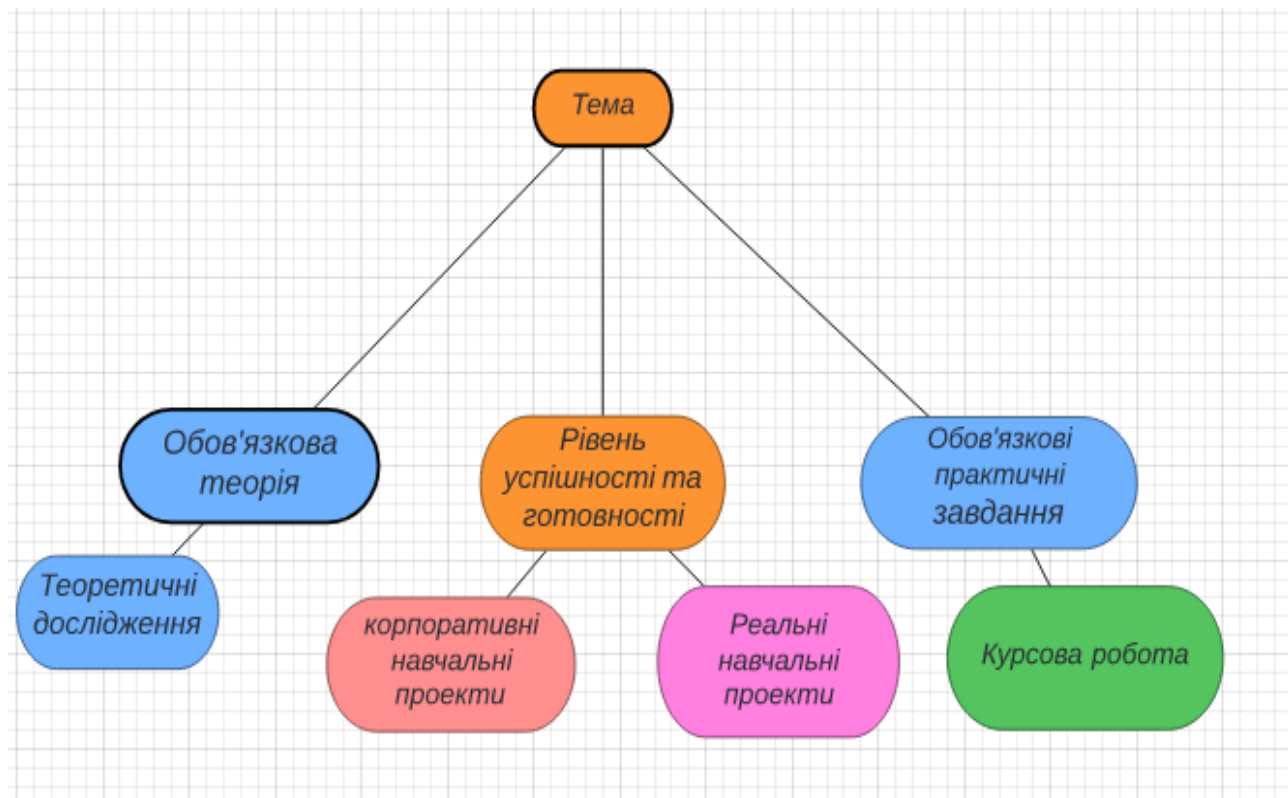 Тема
Обов'язкова
теорія
Рівень
успішності та
готовності
Обов'язкові
практичні
завдання
Теоретичні
дослідження
корпоративні
навчальні
проекти
Реальні
навчальні
проекти
Курсова робота